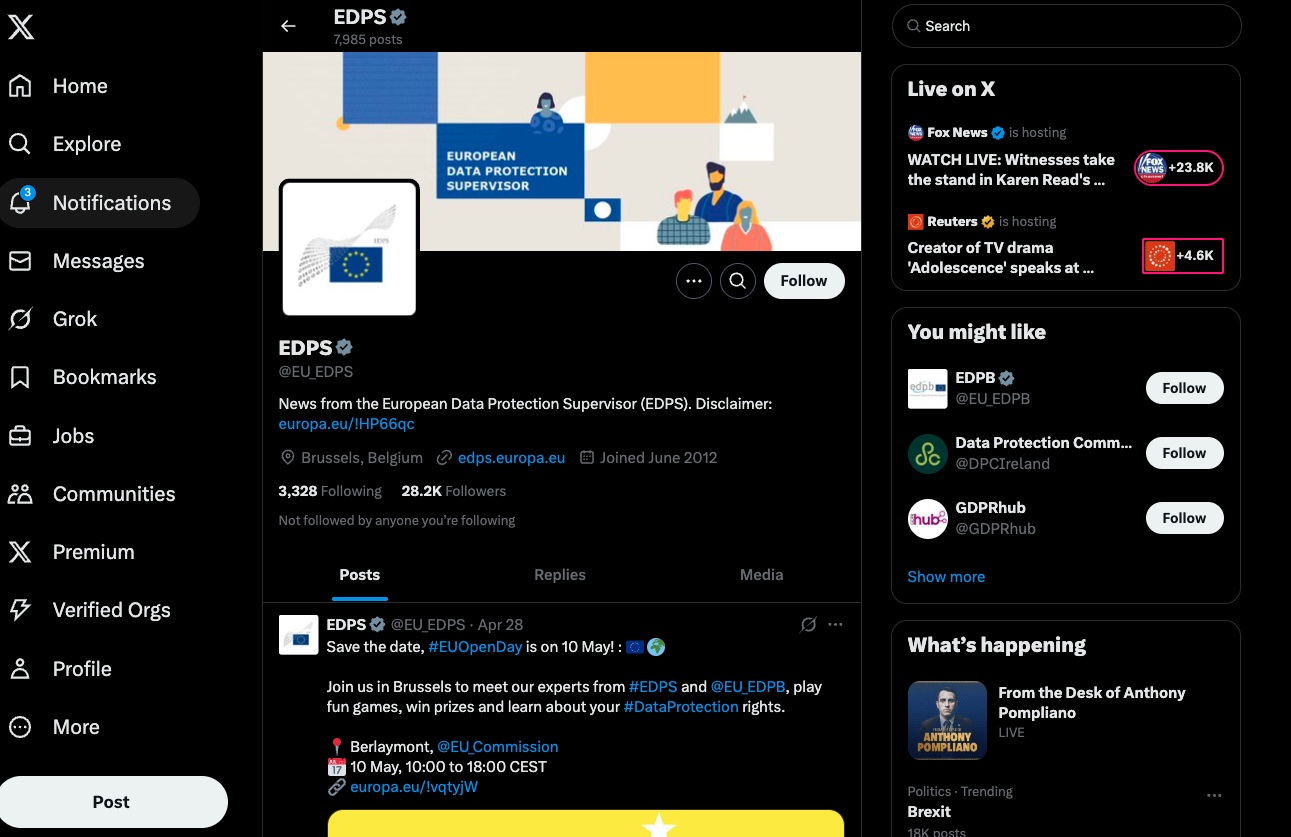 Home
Explore
3
Notifications
Messages
Grok
Bookmarks
Jobs
Communities
Premium
Verified Orgs
Profile
More
Post
EDPS
7,985 posts
EUROPEAN
DATA PROTECTION
SUPERVISOR
EDPS
Follow
EDPS
@EU_EDPS
News from the European Data Protection Supervisor (EDPS). Disclaimer:
europa.eu/!HP66qc
Brussels, Belgium edps.europa.eu Joined June 2012
3,328 Following 28.2K Followers
Not followed by anyone you're following
Posts Replies Media
EDPS @EU_EDPS · Apr 28
Save the date, #EUOpenDay is on 10 May! :
Join us in Brussels to meet our experts from #EDPS and @EU_EDPB, play
fun games, win prizes and learn about your #DataProtection rights.
Berlaymont, @EU_Commission
10 May, 10:00 to 18:00 CEST
europa.eu/!vqtyjW
Search
Live on X
Fox News is hosting
WATCH LIVE: Witnesses take
the stand in Karen Read's ...
FOX
NEWS
+23.8K
Reuters is hosting
Creator of TV drama
'Adolescence' speaks at ...
+4.6K
You might like
edpb
EDPB
@EU_EDPB
Follow
Data Protection Comm...
@DPCIreland
Follow
hub
GDPRhub
@GDPRhub
Follow
Show more
What's happening
ANTHONY
POMPLIANO
From the Desk of Anthony
Pompliano
LIVE
Politics · Trending
Brexit
18K posts